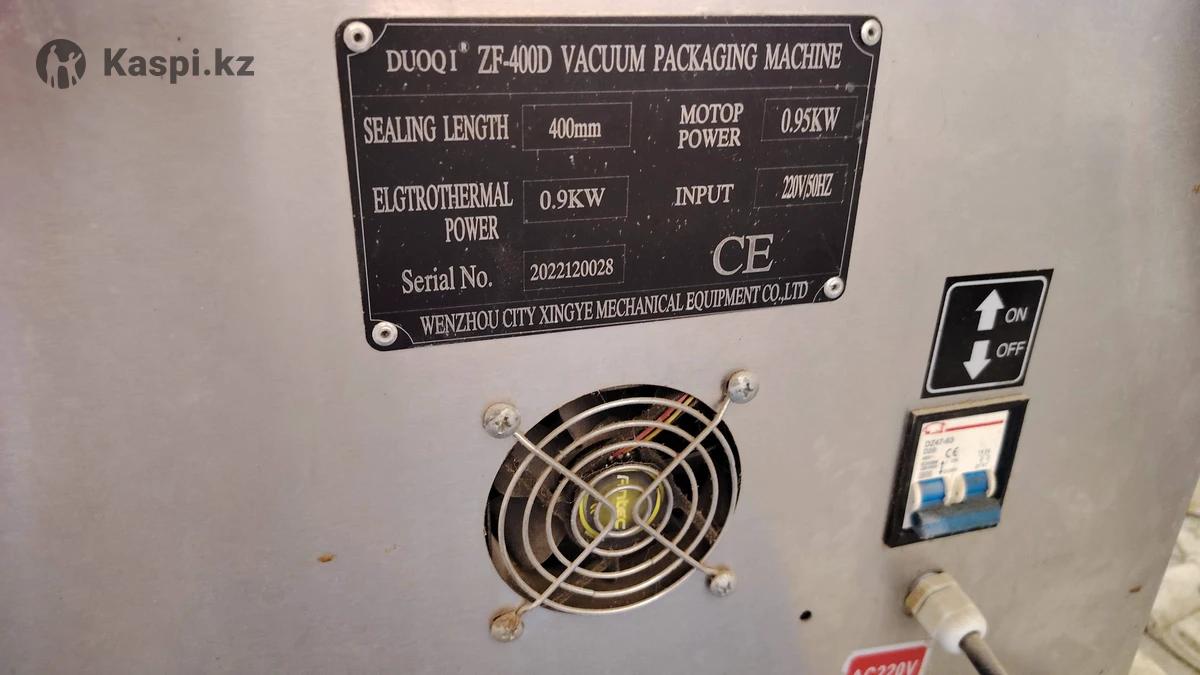 Kaspi.kz
DUOQI® ZF-400D VACUUM PACKAGING MACHINE
SEALING LENGTH 400mm
MOTOP POWER 0.95KW
ELGTROTHERMAL POWER 0.9KW
INPUT 220V/50HZ
Serial No. 2022120028
CE
WENZHOU CITY XINGYE MECHANICAL EQUIPMENT CO.,LTD
ON
OFF
DZ47-63
CE
Antec
AC220V